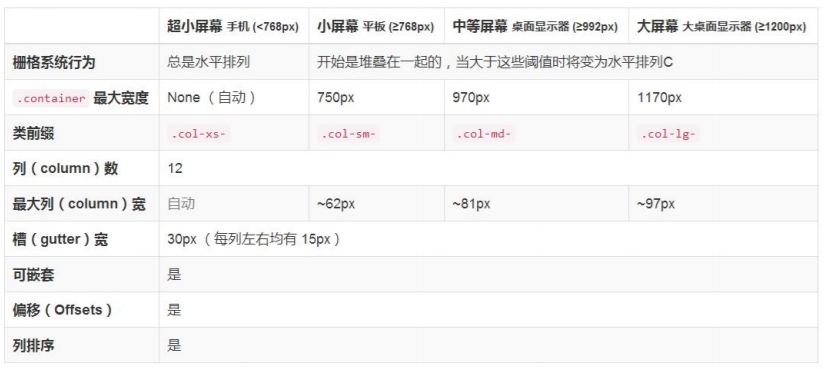 超小屏幕 手机 (<768px) 小屏幕 平板 (≥768px) 中等屏幕 桌面显示器 (≥992px) 大屏幕 大桌面显示器 (≥1200px)
栅格系统行为 总是水平排列 开始是堆叠在一起的，当大于这些阈值时将变为水平排列C
.container 最大宽度 None （自动） 750px 970px 1170px
类前缀 .col-xs- .col-sm- .col-md- .col-lg-
列（column）数 12
最大列（column）宽 自动 ~62px ~81px ~97px
槽（gutter）宽 30px （每列左右均有 15px）
可嵌套 是
偏移（Offsets） 是
列排序 是